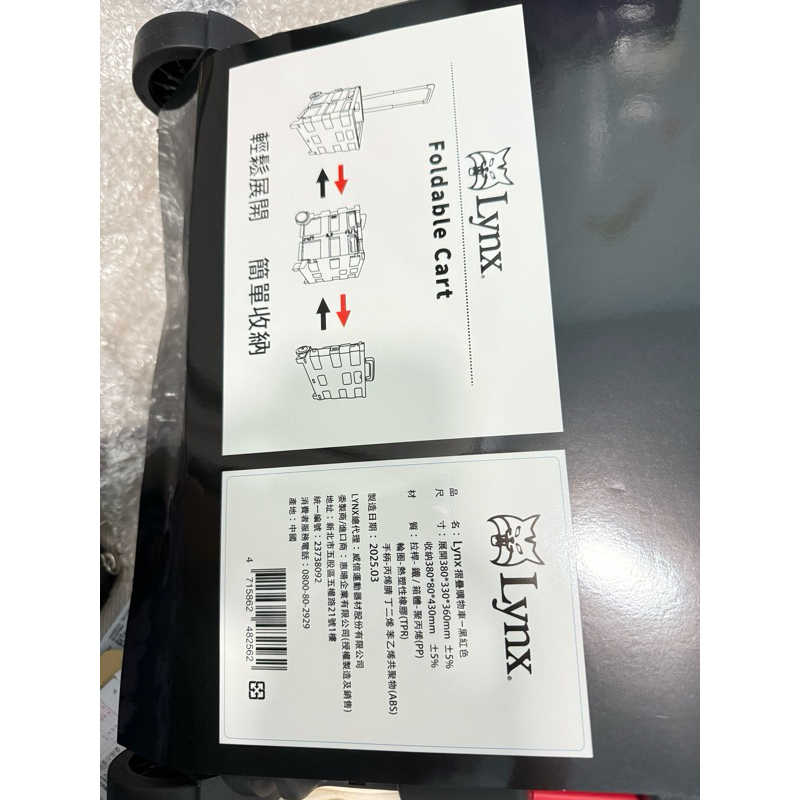 Lynx®
Foldable Cart
輕鬆展開 簡單收納
Lynx®
品 名：Lynx 摺疊購物車－黑紅色
尺 寸：展開380*330*360mm ±5%
收納380*80*430mm ±5%
材 質：拉桿- 鐵 / 箱體-聚丙烯(PP)
輪圈-熱塑性橡膠(TPR)
手柄-丙烯腈 丁二烯 苯乙烯共聚物(ABS)
製造日期：2025.03
LYNX總代理：威信運動器材股份有限公司
委製商/進口商：惠暘企業有限公司(授權製造及銷售)
地址：新北市五股區五權路21號1樓
統一編號：23738092
消費者服務電話：0800-80-2929
產地：中國
4 715862 482562